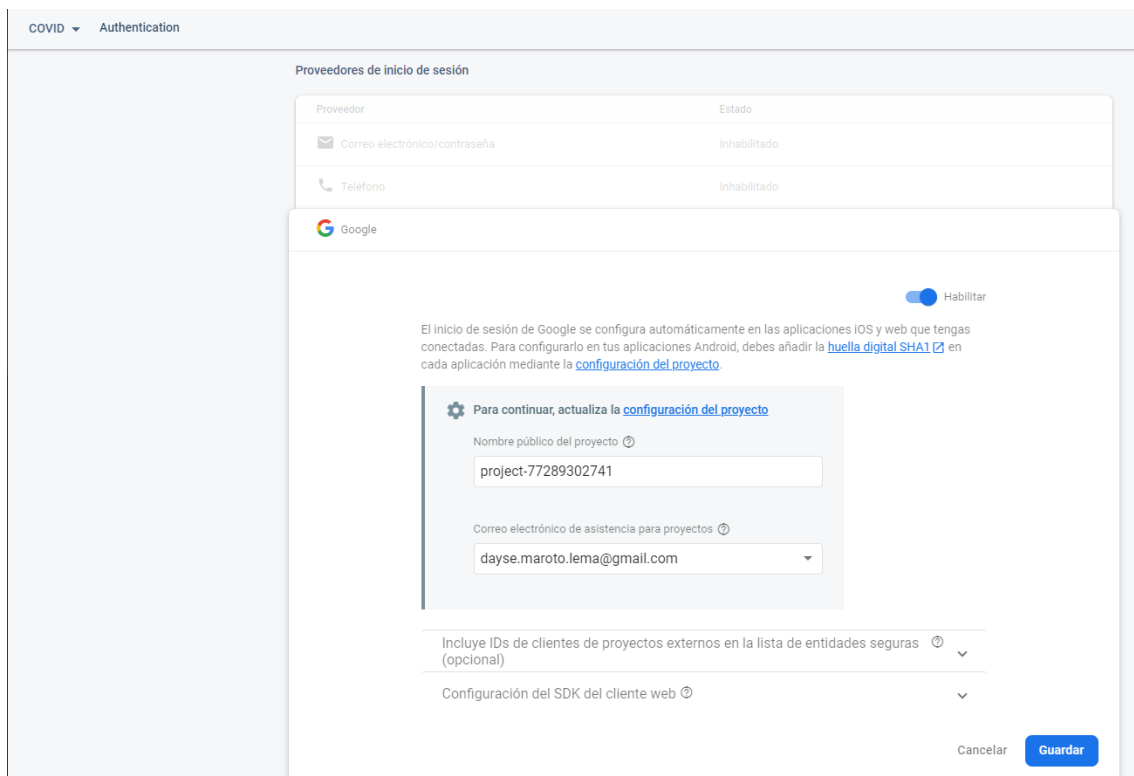 COVID Authentication
Proveedores de inicio de sesión
Proveedor Estado
Correo electrónico/contraseña Inhabilitado
Teléfono Inhabilitado
Google
Habilitar
El inicio de sesión de Google se configura automáticamente en las aplicaciones iOS y web que tengas
conectadas. Para configurarlo en tus aplicaciones Android, debes añadir la huella digital SHA1 en
cada aplicación mediante la configuración del proyecto.
Para continuar, actualiza la configuración del proyecto
Nombre público del proyecto
project-77289302741
Correo electrónico de asistencia para proyectos
dayse.maroto.lema@gmail.com
Incluye IDs de clientes de proyectos externos en la lista de entidades seguras
(opcional)
Configuración del SDK del cliente web
Cancelar Guardar